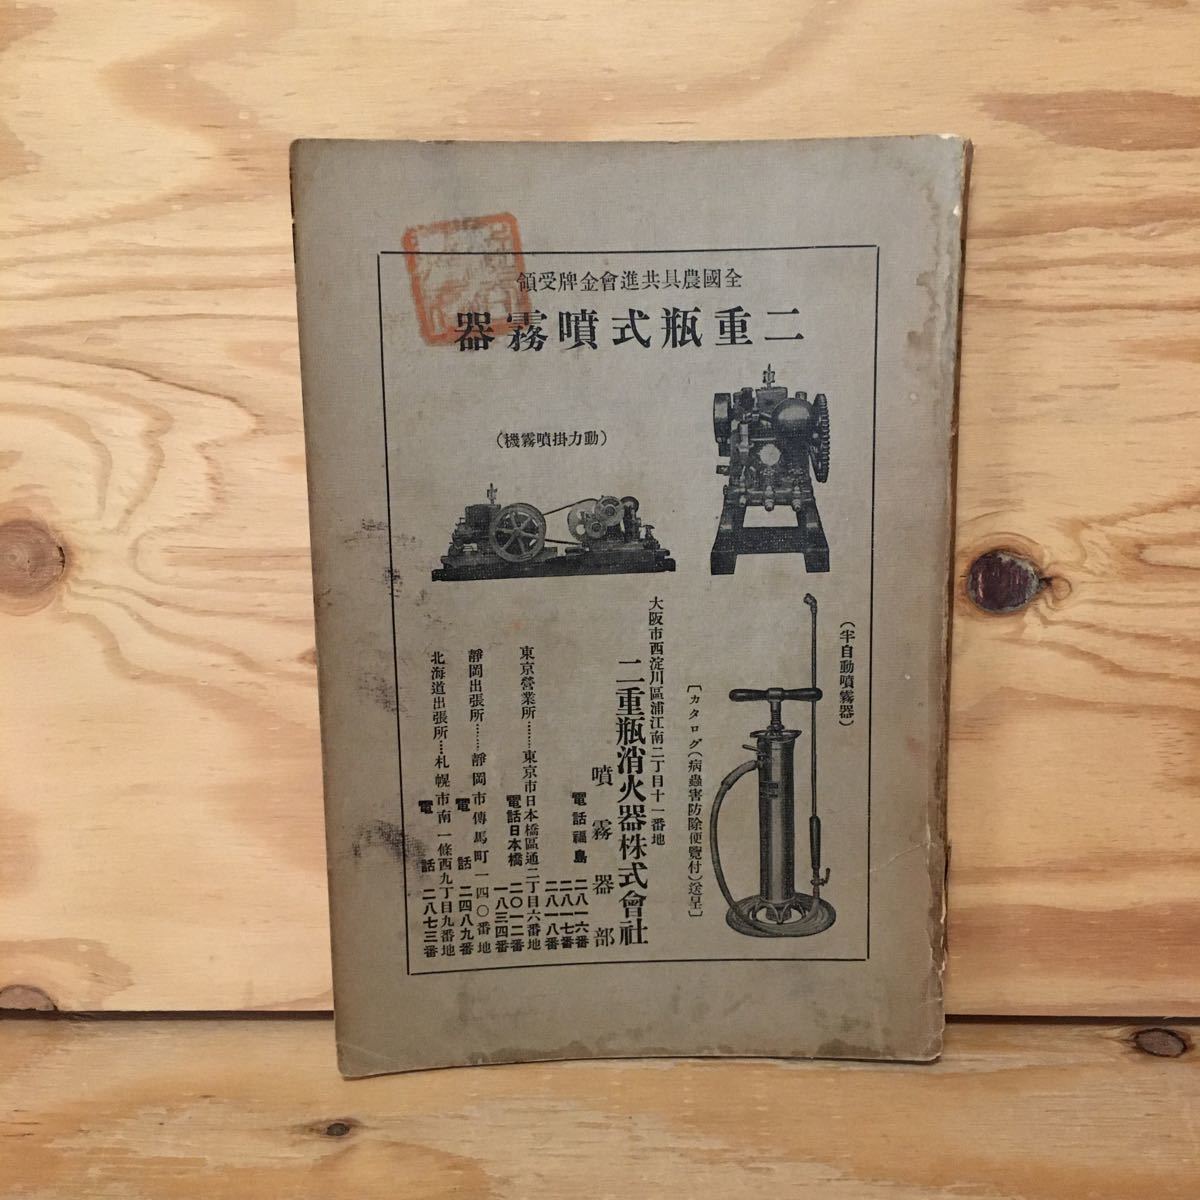 全國農具共進會金牌受領
二重瓶式噴霧器
(動力掛噴霧機)
(半自動噴霧器)
[カタログ(病蟲害防除便覽付)送呈]
大阪市西淀川區浦江南二丁目十一番地
二重瓶消火器株式會社
噴霧器部
電話福島
二八一六番
二八一七番
二八一八番
東京營業所……東京市日本橋區通二丁目六番地
電話日本橋
二〇一二番
一八三四番
靜岡出張所……靜岡市傳馬町一四〇番地
電話 二四八九番
北海道出張所…札幌市南一條西九丁目九番地
電話 二八七三番